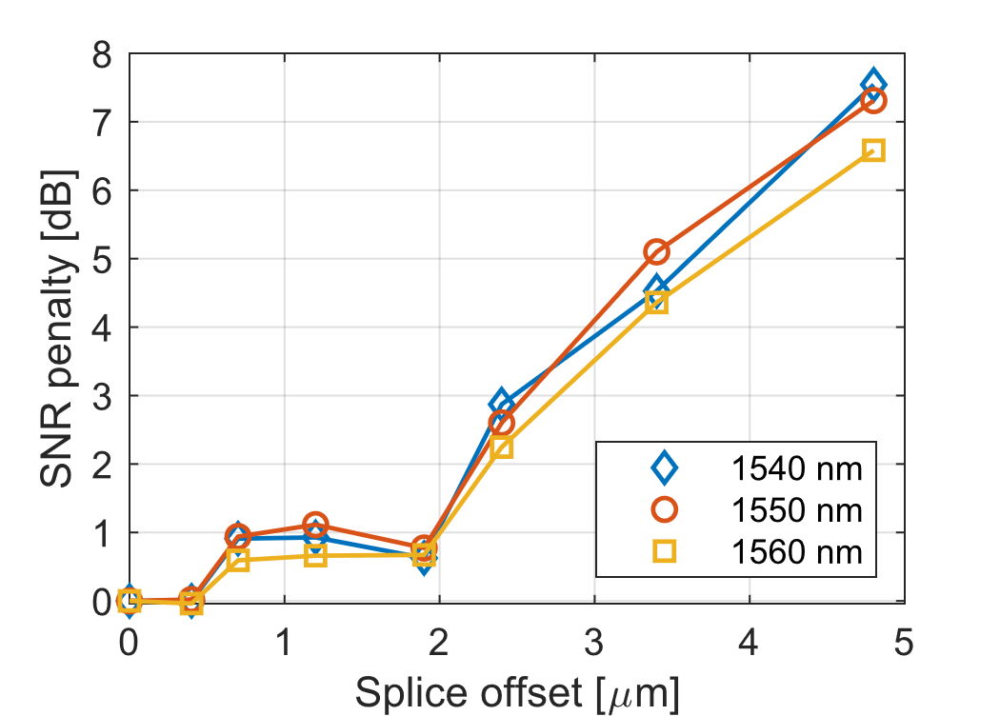 8
7
6
5
4
3
2
1
0
SNR penalty [dB]
1540 nm
1550 nm
1560 nm
0 1 2 3 4 5
Splice offset [μm]